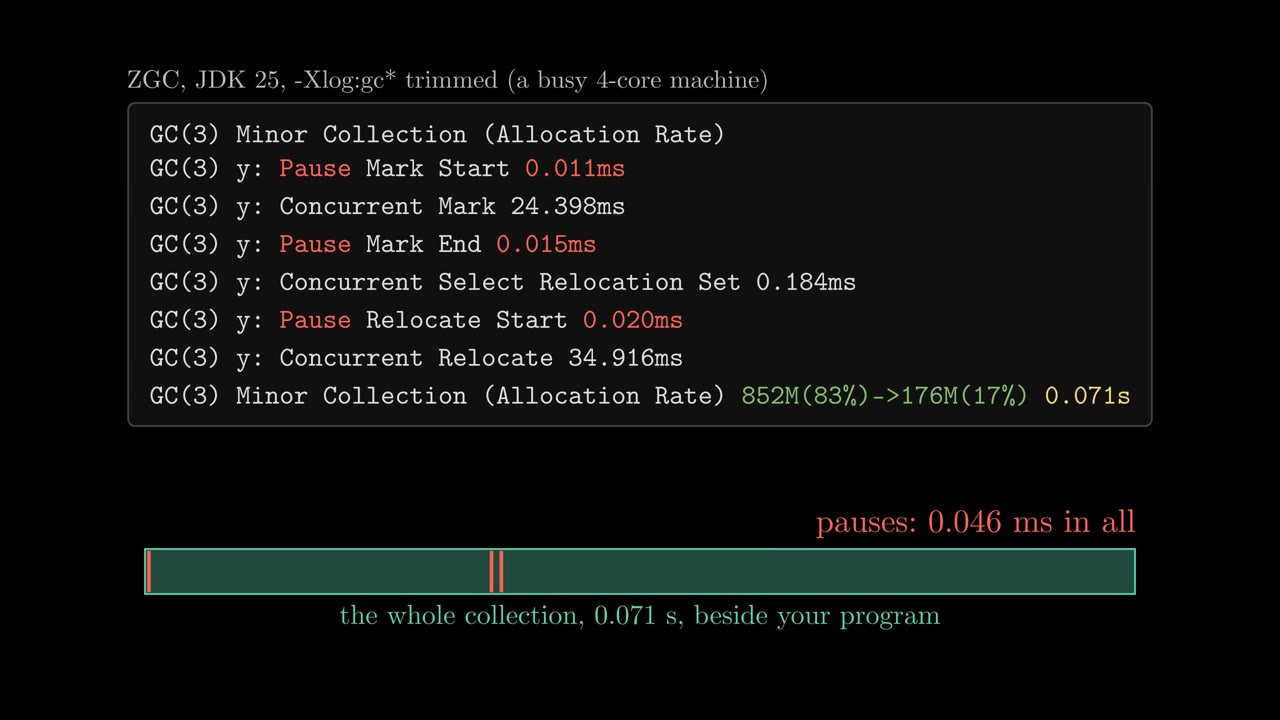 ZGC, JDK 25, -Xlog:gc* trimmed (a busy 4-core machine)
GC(3) Minor Collection (Allocation Rate)
GC(3) y: Pause Mark Start 0.011ms
GC(3) y: Concurrent Mark 24.398ms
GC(3) y: Pause Mark End 0.015ms
GC(3) y: Concurrent Select Relocation Set 0.184ms
GC(3) y: Pause Relocate Start 0.020ms
GC(3) y: Concurrent Relocate 34.916ms
GC(3) Minor Collection (Allocation Rate) 852M(83%)->176M(17%) 0.071s
pauses: 0.046 ms in all
the whole collection, 0.071 s, beside your program